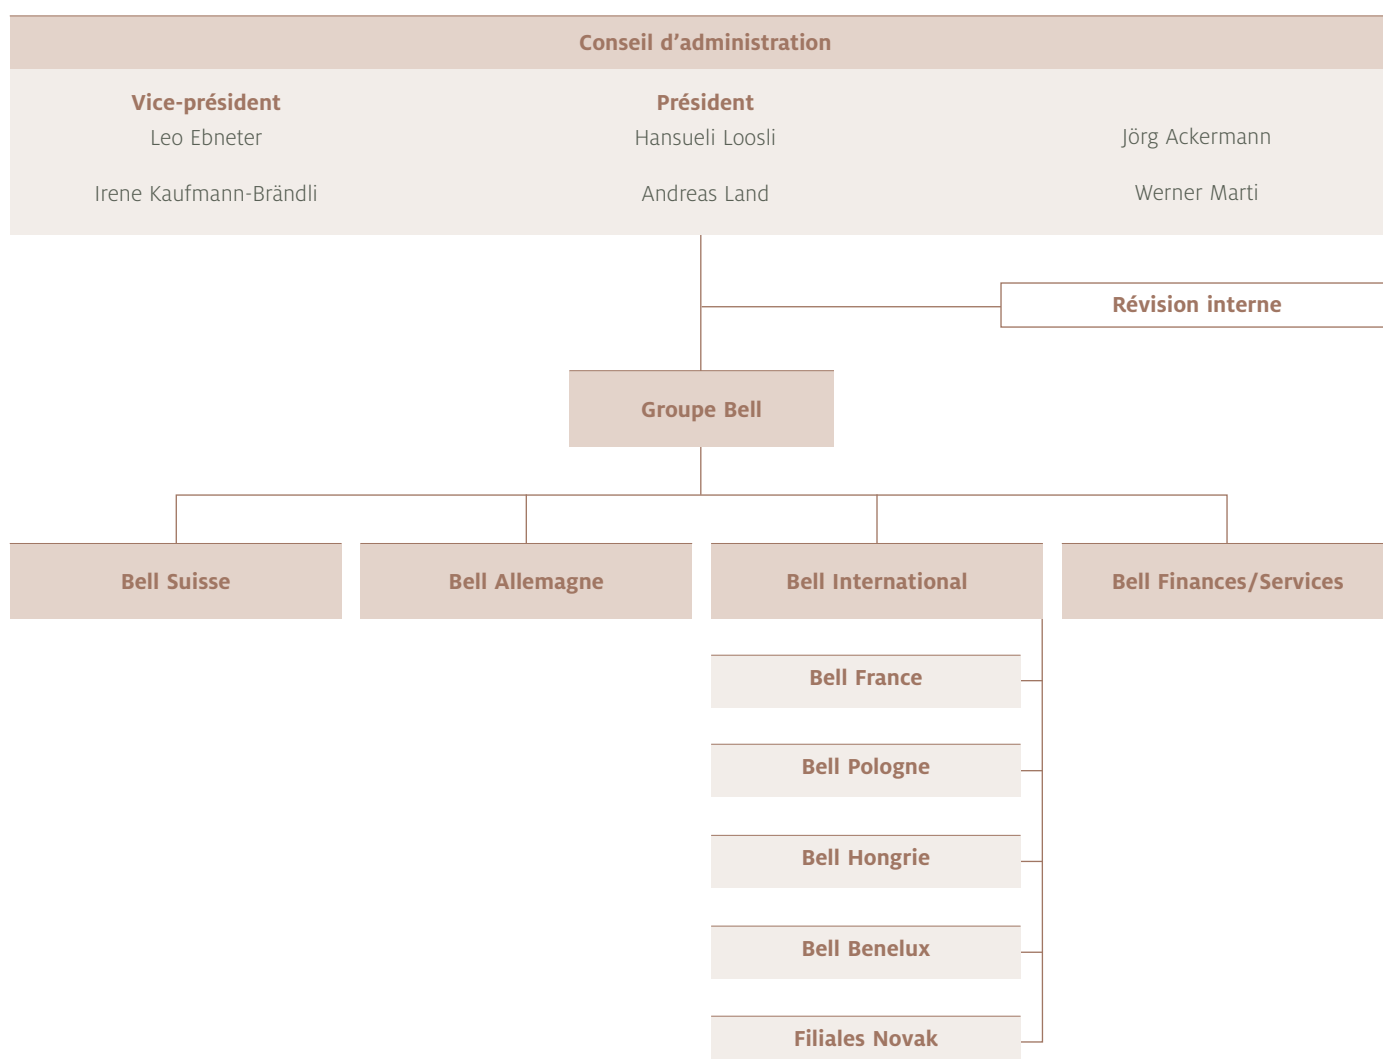 Conseil d’administration
Vice-président
Président
Leo Ebneter
Hansueli Loosli
Jörg Ackermann
Irene Kaufmann-Brändli
Andreas Land
Werner Marti
Révision interne
Groupe Bell
Bell Suisse
Bell Allemagne
Bell International
Bell Finances/Services
Bell France
Bell Pologne
Bell Hongrie
Bell Benelux
Filiales Novak